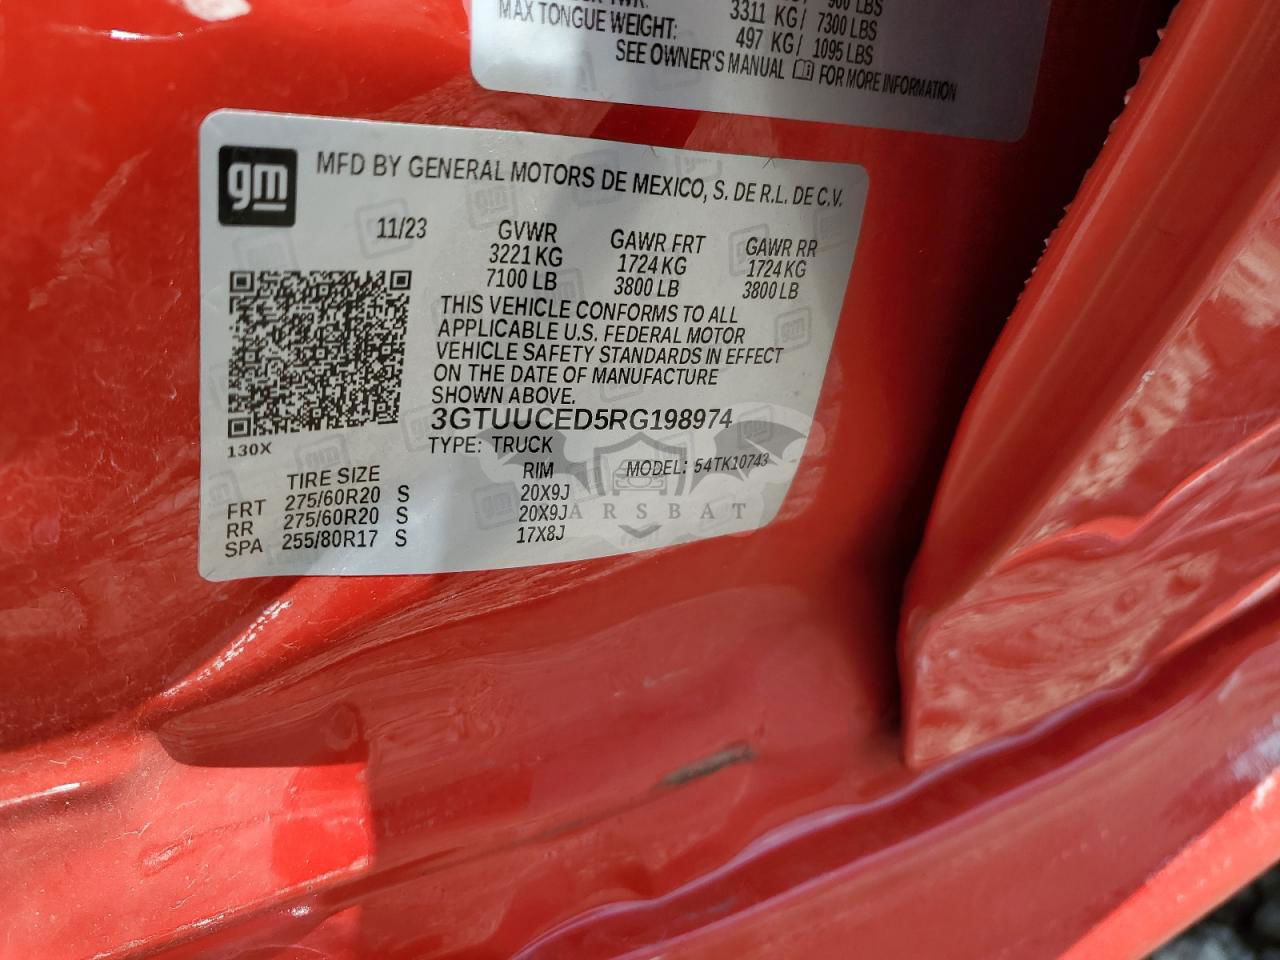 900 LBS
3311 KG/ 7300 LBS
MAX TONGUE WEIGHT: 497 KG/ 1095 LBS
SEE OWNER'S MANUAL FOR MORE INFORMATION
gm
MFD BY GENERAL MOTORS DE MEXICO, S. DE R.L. DE C.V.
11/23 GVWR GAWR FRT GAWR RR
3221 KG 1724 KG 1724 KG
7100 LB 3800 LB 3800 LB
THIS VEHICLE CONFORMS TO ALL
APPLICABLE U.S. FEDERAL MOTOR
VEHICLE SAFETY STANDARDS IN EFFECT
ON THE DATE OF MANUFACTURE
SHOWN ABOVE.
3GTUUCED5RG198974
130X
TYPE: TRUCK
TIRE SIZE RIM MODEL: 54TK10743
FRT 275/60R20 S 20X9J
RR 275/60R20 S 20X9J
SPA 255/80R17 S 17X8J
ARSBAT